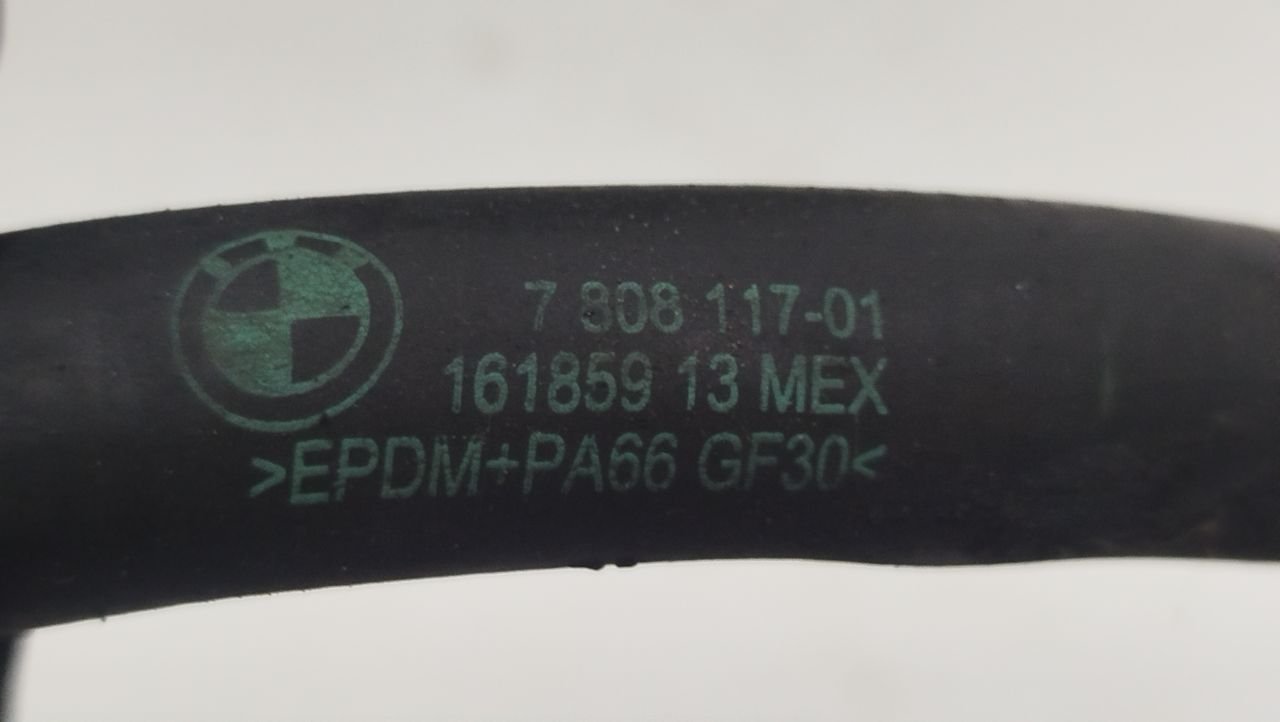 7 808 117-01
161859 13 MEX
>EPDM+PA66 GF30<